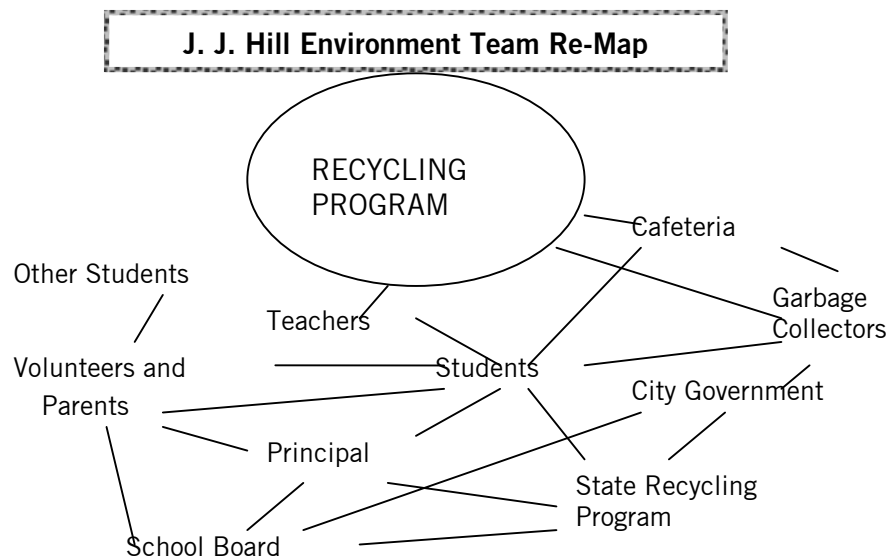 J. J. Hill Environment Team Re-Map
RECYCLING
PROGRAM
Cafeteria
Other Students
Garbage
Collectors
Teachers
Volunteers and
Parents
Students
City Government
Principal
State Recycling
Program
School Board